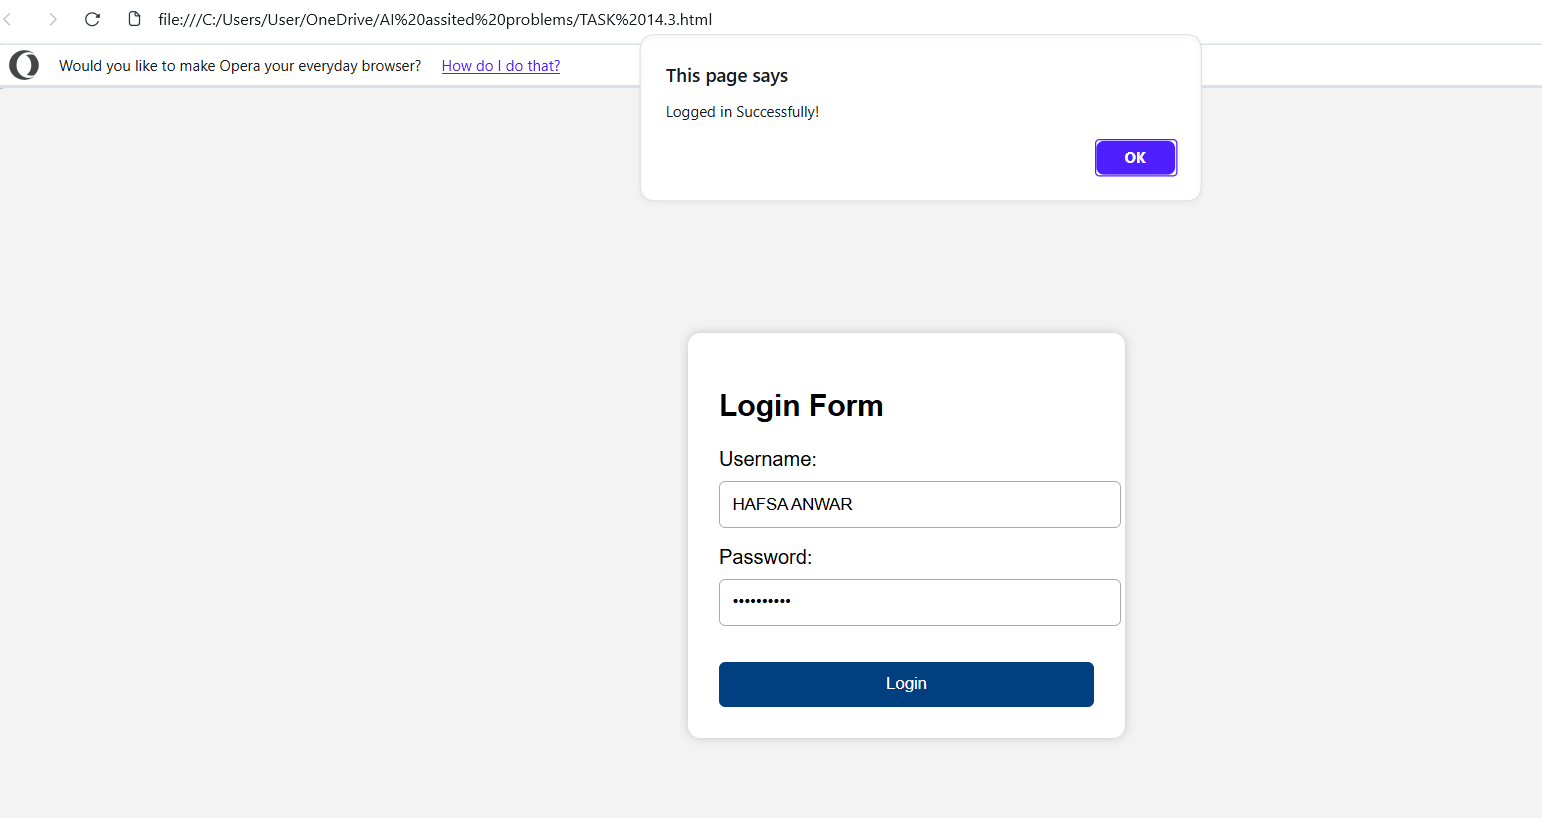 file:///C:/Users/User/OneDrive/AI%20assited%20problems/TASK%2014.3.html
Would you like to make Opera your everyday browser? How do I do that?
This page says
Logged in Successfully!
OK
Login Form
Username:
HAFSA ANWAR
Password:
••••••••••
Login